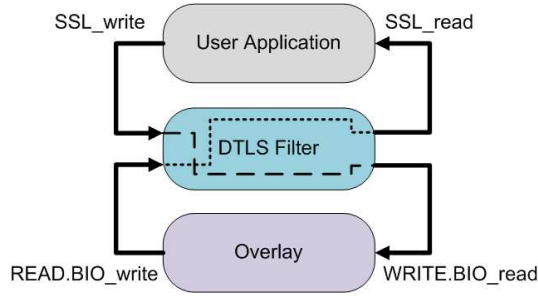 SSL_write
SSL_read
User Application
DTLS Filter
Overlay
READ.BIO_write
WRITE.BIO_read